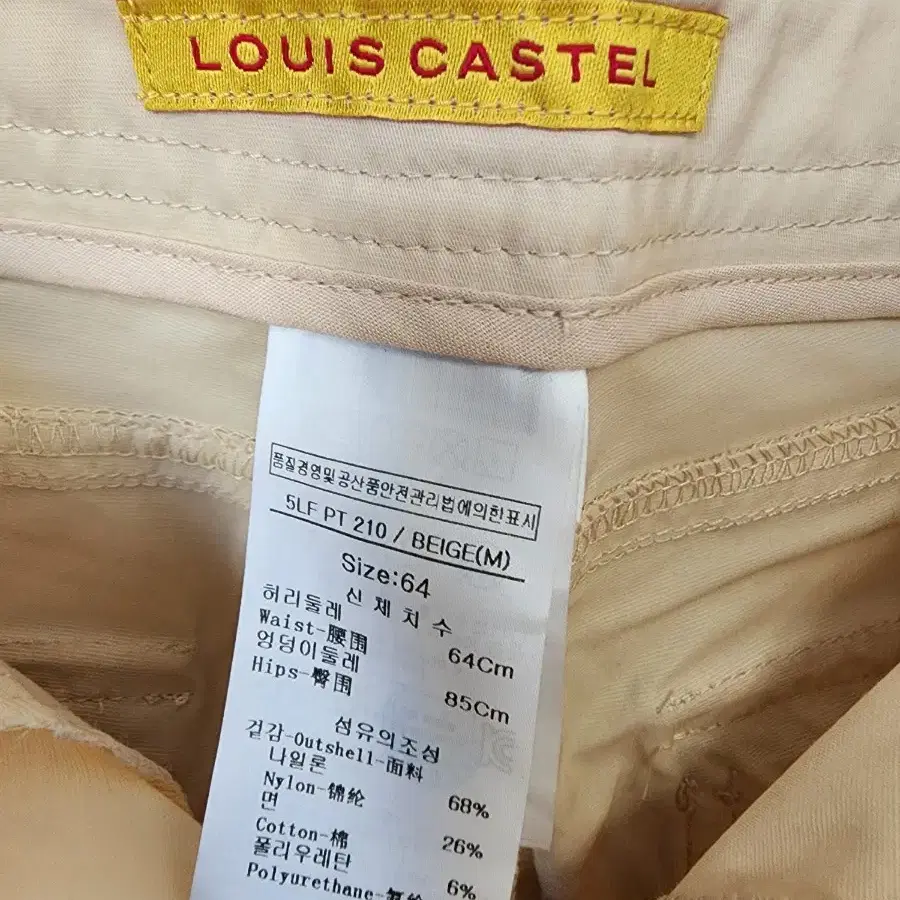 LOUIS CASTEL
품질경영및공산품안전관리법에의한표시
5LF PT 210 / BEIGE(M)
Size:64
신 체 치 수
허리둘레
Waist-腰围 64Cm
엉덩이둘레
Hips-臀围 85Cm
섬유의조성
겉감-Outshell-面料
나일론
Nylon-锦纶 68%
면
Cotton-棉 26%
폴리우레탄
Polyurethane- 6%